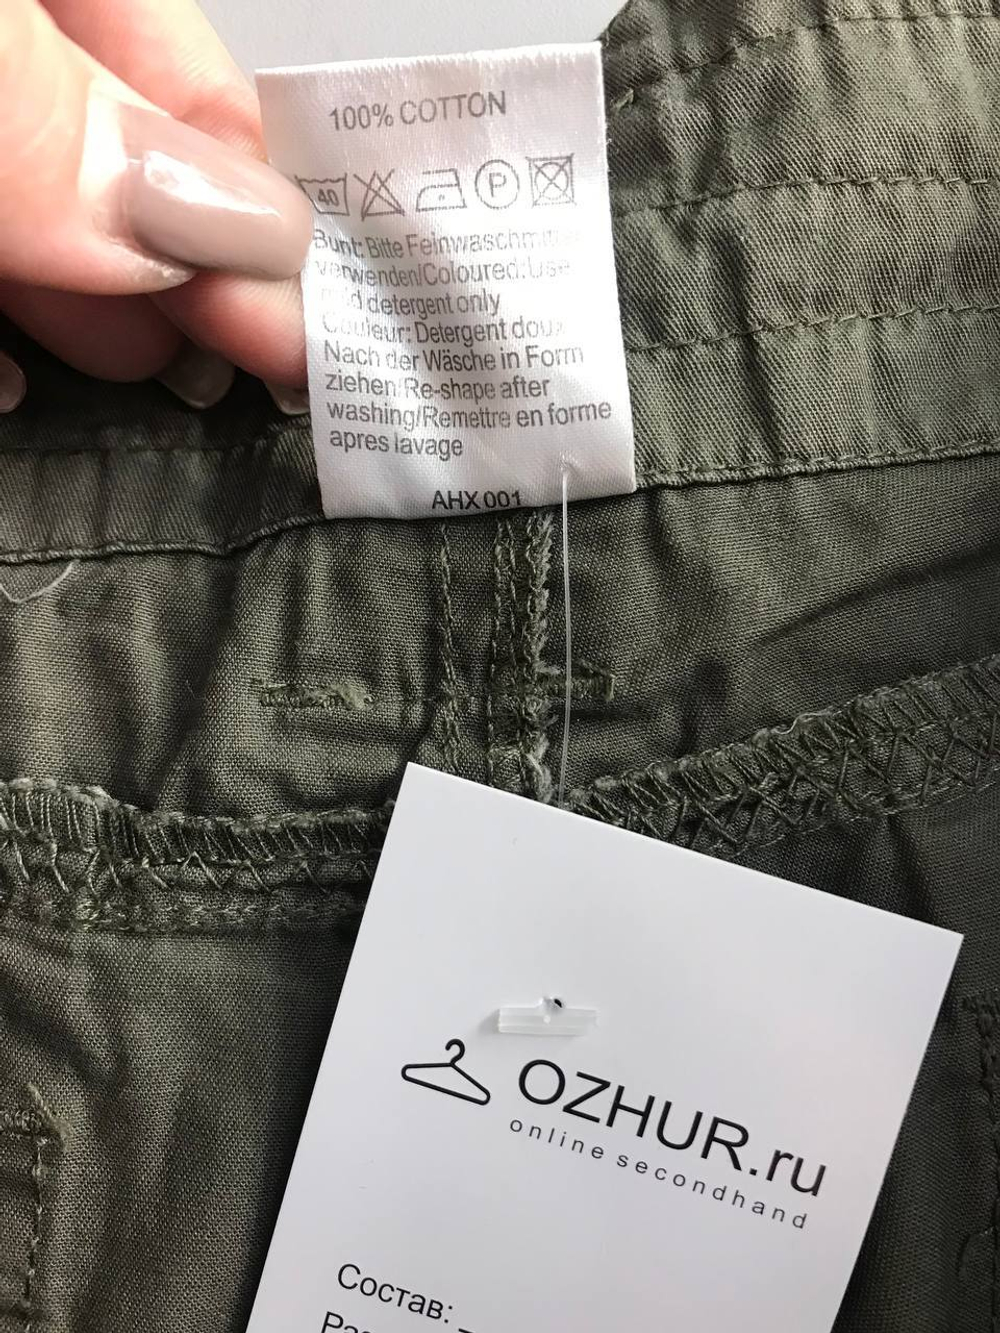 100% COTTON
40 P
Bunt: Bitte Feinwaschmittel
verwenden/Coloured:Use
mild detergent only
Couleur: Detergent doux
Nach der Wäsche in Form
ziehen/Re-shape after
washing/Remettre en forme
apres lavage
AHX 001
OZHUR.ru
online secondhand
Состав: